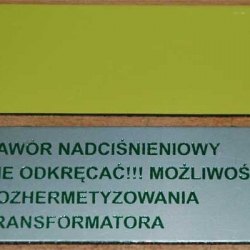 AWÓR NADCIŚNIENIOWY
IE ODKRĘCAĆ!!! MOŻLIWOŚ
OZHERMETYZOWANIA
RANSFORMATORA